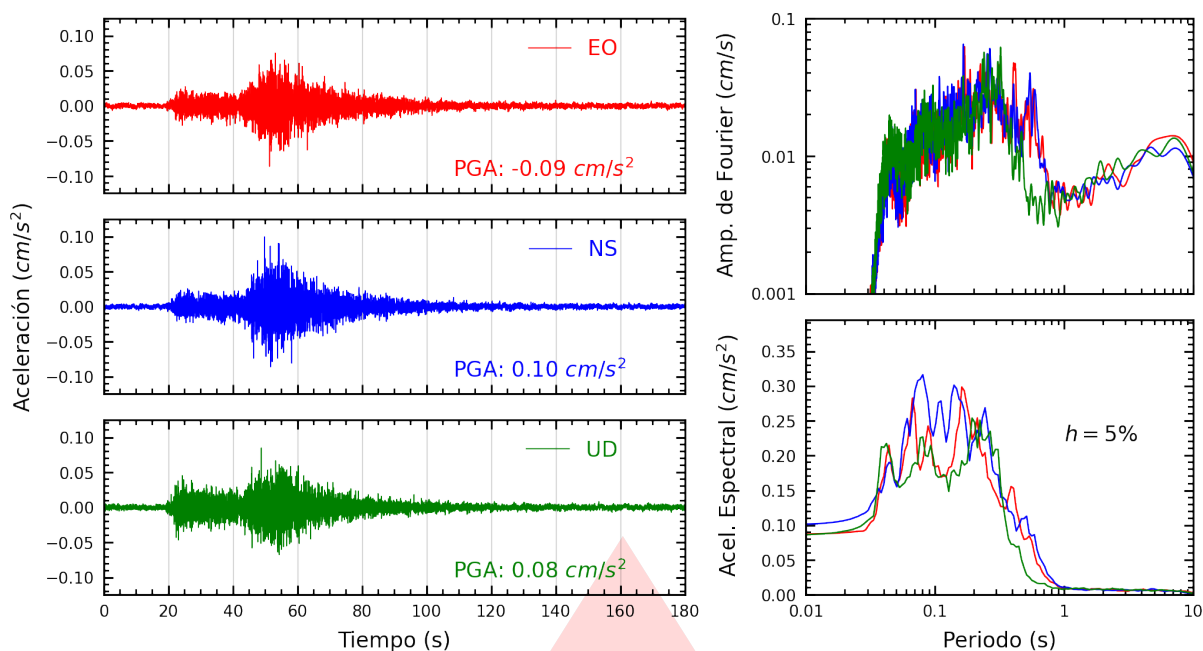 0.10
0.05
0.00
−0.05
−0.10
EO
PGA: -0.09 cm/s²
0.10
0.05
0.00
−0.05
−0.10
NS
PGA: 0.10 cm/s²
0.10
0.05
0.00
−0.05
−0.10
UD
PGA: 0.08 cm/s²
0 20 40 60 80 100 120 140 160 180
Tiempo (s)
Aceleración (cm/s²)
0.1
0.01
0.001
Amp. de Fourier (cm/s)
0.35
0.30
0.25
0.20
0.15
0.10
0.05
0.00
Acel. Espectral (cm/s²)
h = 5%
0.01 0.1 1 10
Periodo (s)